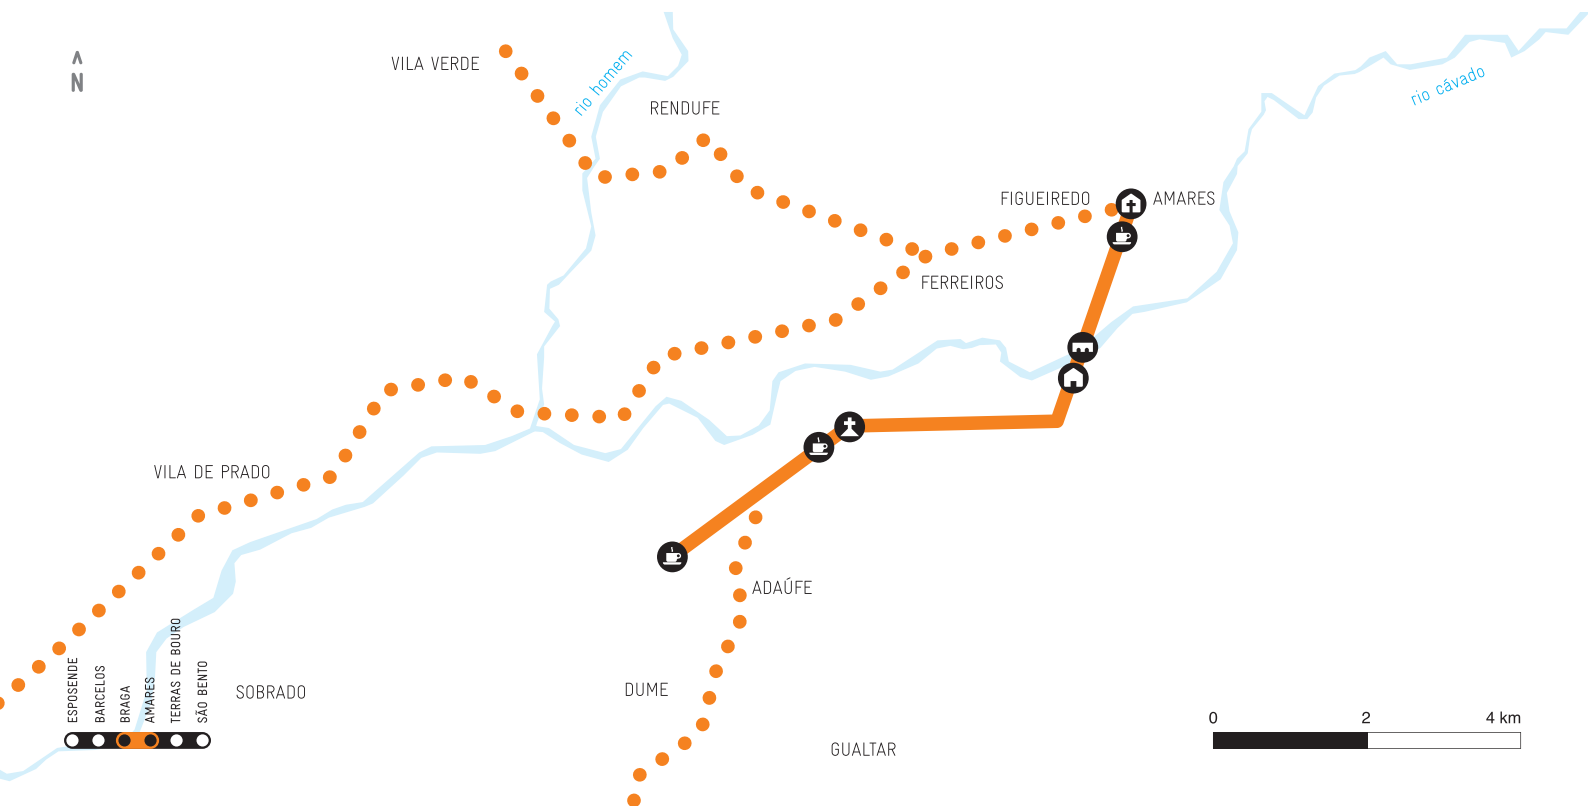 VILA VERDE
rio homem
RENDUFE
rio cávado
N
FIGUEIREDO
AMARES
FERREIROS
VILA DE PRADO
ADAÚFE
ESPOSENDE
BARCELOS
BRAGA
AMARES
TERRAS DE BOURO
SÃO BENTO
SOBRADO
DUME
GUALTAR
0 2 4 km